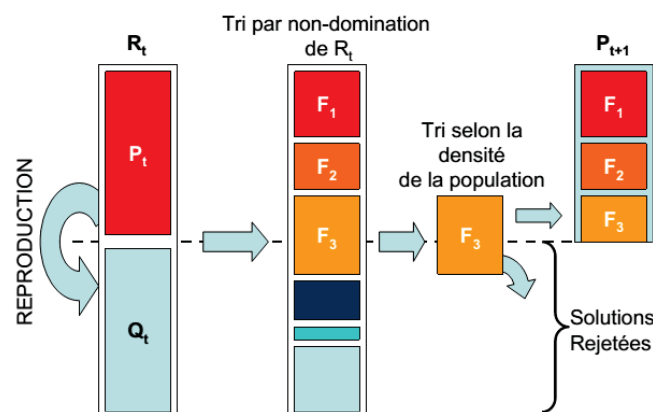 Tri par non-domination
de Rt
Rt
Pt+1
Pt
F1
F1
Tri selon la
densité
de la population
F2
F2
F3
F3
F3
REPRODUCTION
Qt
Solutions
Rejetées